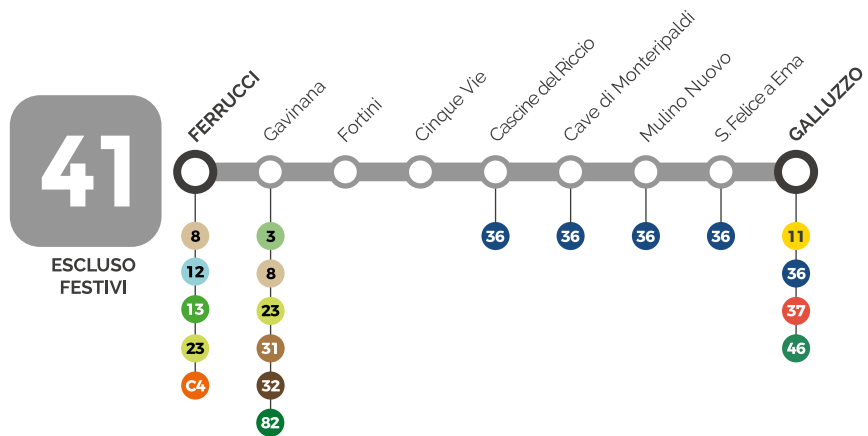 41
ESCLUSO
FESTIVI
FERRUCCI
Gavinana
Fortini
Cinque Vie
Cascine del Riccio
Cave di Monteripaldi
Mulino Nuovo
S. Felice a Ema
GALLUZZO
8
12
13
23
C4
3
8
23
31
32
82
36
36
36
36
11
36
37
46